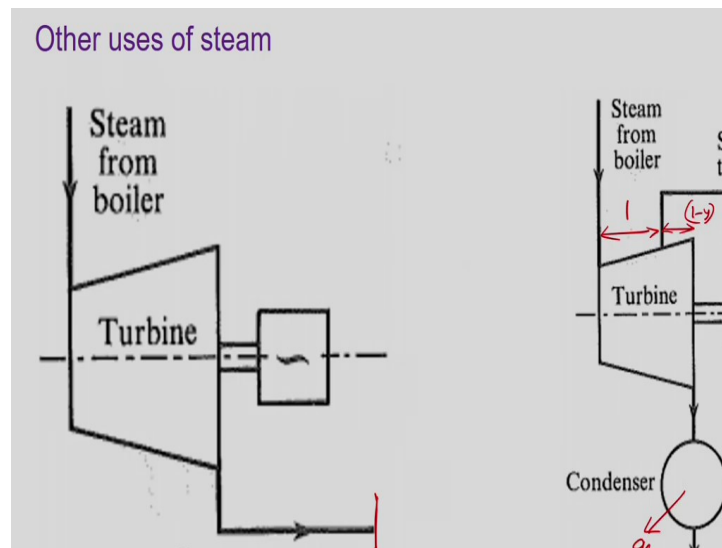 Other uses of steam
Steam
from
boiler
Turbine
Steam
from
boiler
1
(1-y)
Turbine
Condenser